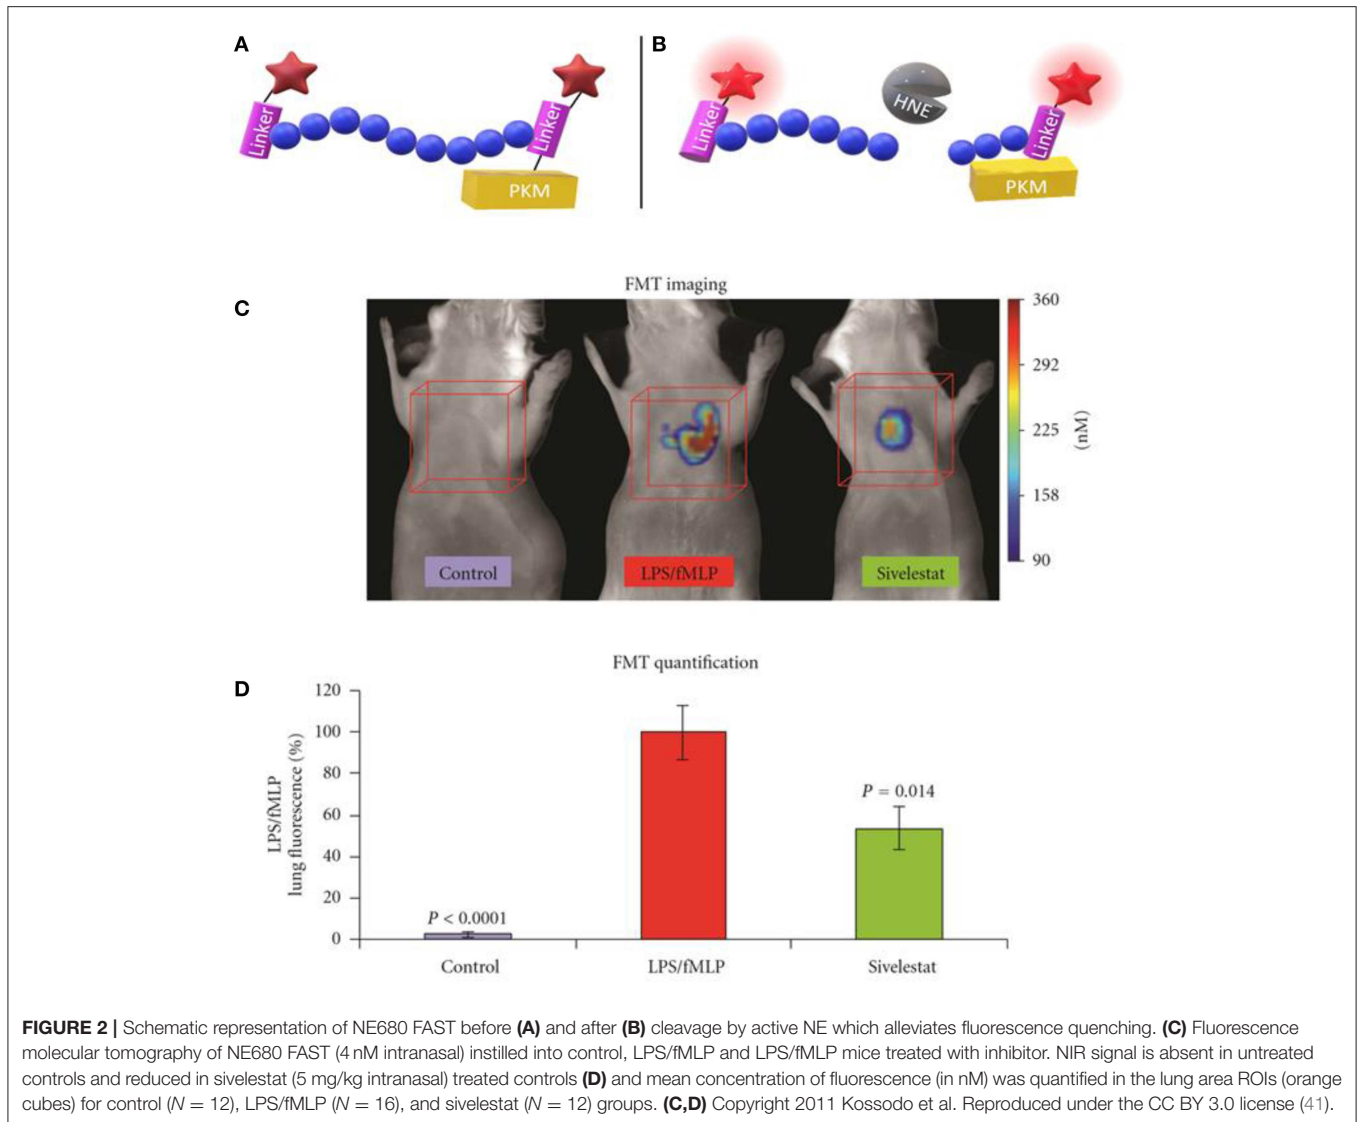 A
B
Linker
Linker
PKM
Linker
HNE
Linker
PKM
C
FMT imaging
360
292
225
158
90
(nM)
Control
LPS/fMLP
Sivelestat
FMT quantification
D
LPS/fMLP
lung fluorescence (%)
120
100
80
60
40
20
0
P < 0.0001
P = 0.014
Control
LPS/fMLP
Sivelestat
FIGURE 2 | Schematic representation of NE680 FAST before (A) and after (B) cleavage by active NE which alleviates fluorescence quenching. (C) Fluorescence
molecular tomography of NE680 FAST (4 nM intranasal) instilled into control, LPS/fMLP and LPS/fMLP mice treated with inhibitor. NIR signal is absent in untreated
controls and reduced in sivelestat (5 mg/kg intranasal) treated controls (D) and mean concentration of fluorescence (in nM) was quantified in the lung area ROIs (orange
cubes) for control (N = 12), LPS/fMLP (N = 16), and sivelestat (N = 12) groups. (C,D) Copyright 2011 Kossodo et al. Reproduced under the CC BY 3.0 license (41).